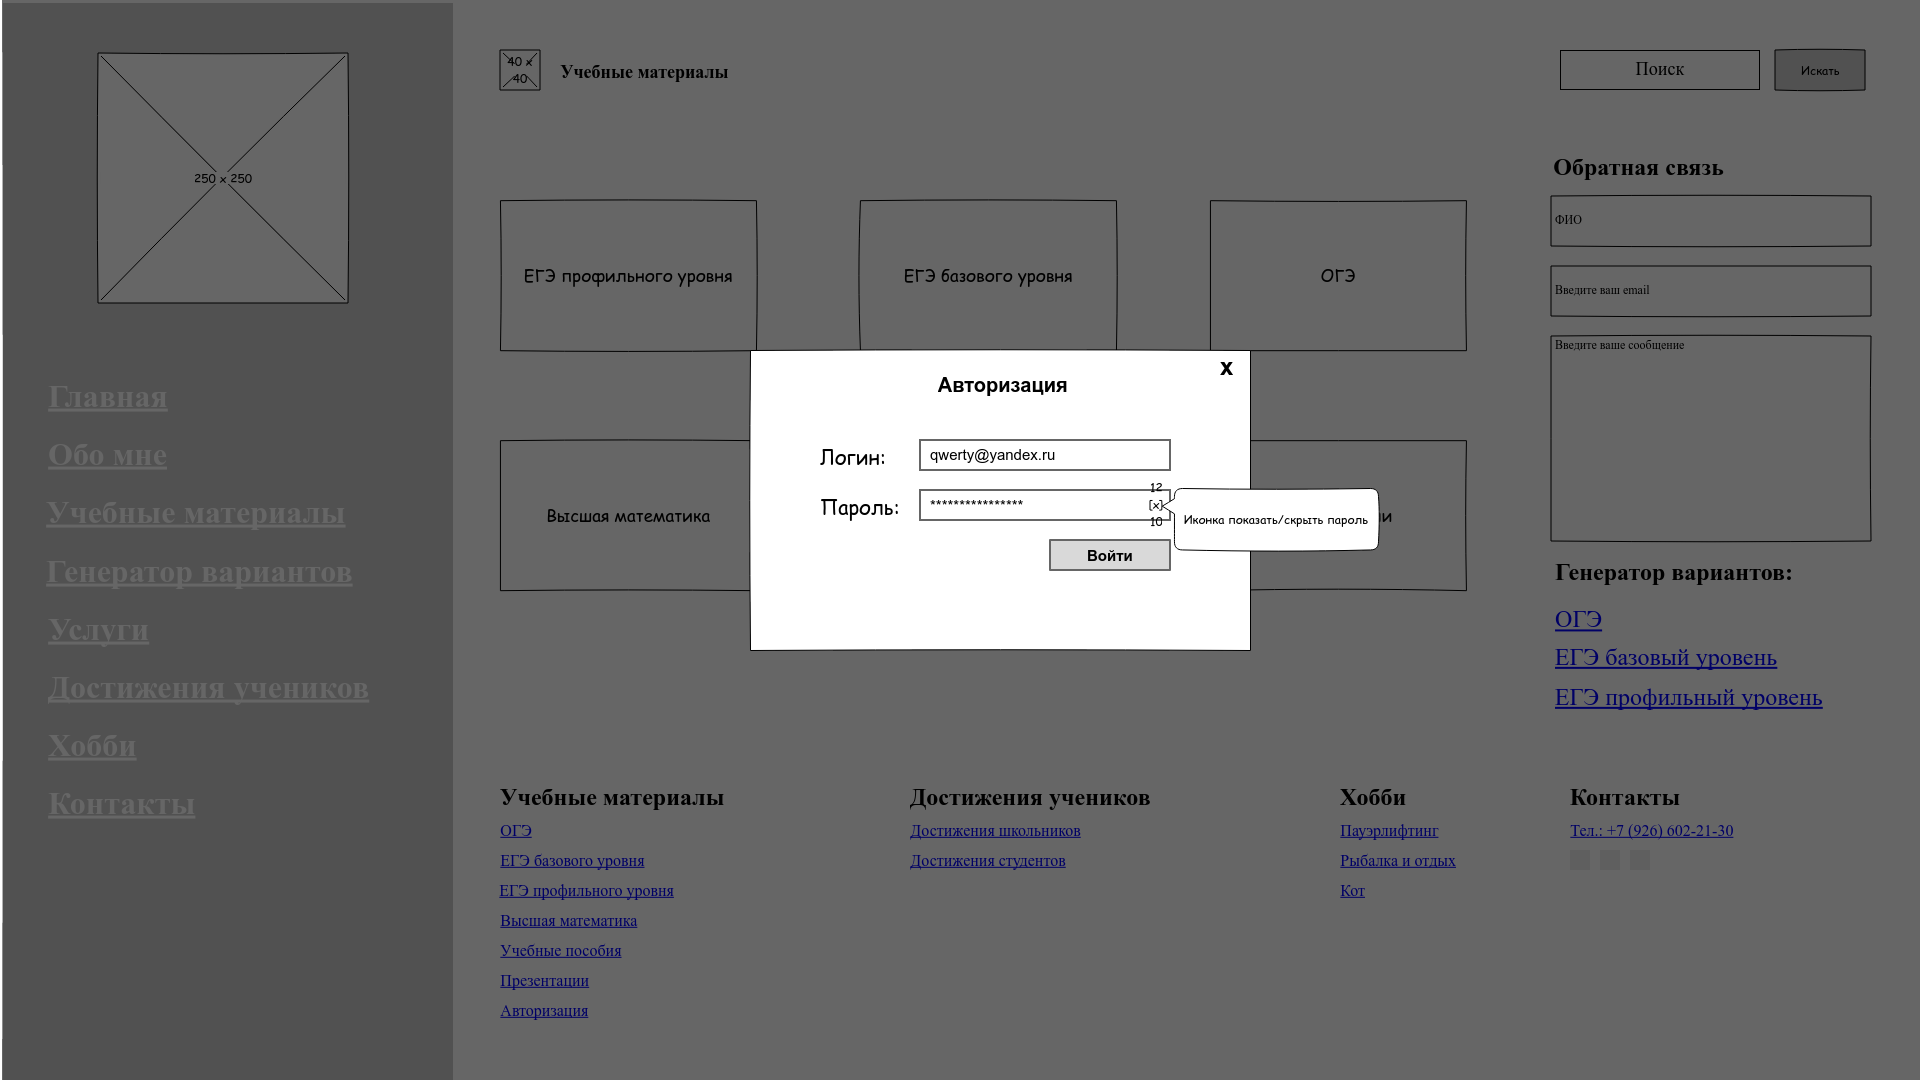 250 x 250
Главная
Обо мне
Учебные материалы
Генератор вариантов
Услуги
Достижения учеников
Хобби
Контакты
40 x
40
Учебные материалы
Поиск
Искать
ЕГЭ профильного уровня
ЕГЭ базового уровня
ОГЭ
Высшая математика
ии
Авторизация
x
Логин:
qwerty@yandex.ru
Пароль:
****************
12
[x]
10
Иконка показать/скрыть пароль
Войти
Обратная связь
ФИО
Введите ваш email
Введите ваше сообщение
Генератор вариантов:
ОГЭ
ЕГЭ базовый уровень
ЕГЭ профильный уровень
Учебные материалы
ОГЭ
ЕГЭ базового уровня
ЕГЭ профильного уровня
Высшая математика
Учебные пособия
Презентации
Авторизация
Достижения учеников
Достижения школьников
Достижения студентов
Хобби
Пауэрлифтинг
Рыбалка и отдых
Кот
Контакты
Тел.: +7 (926) 602-21-30